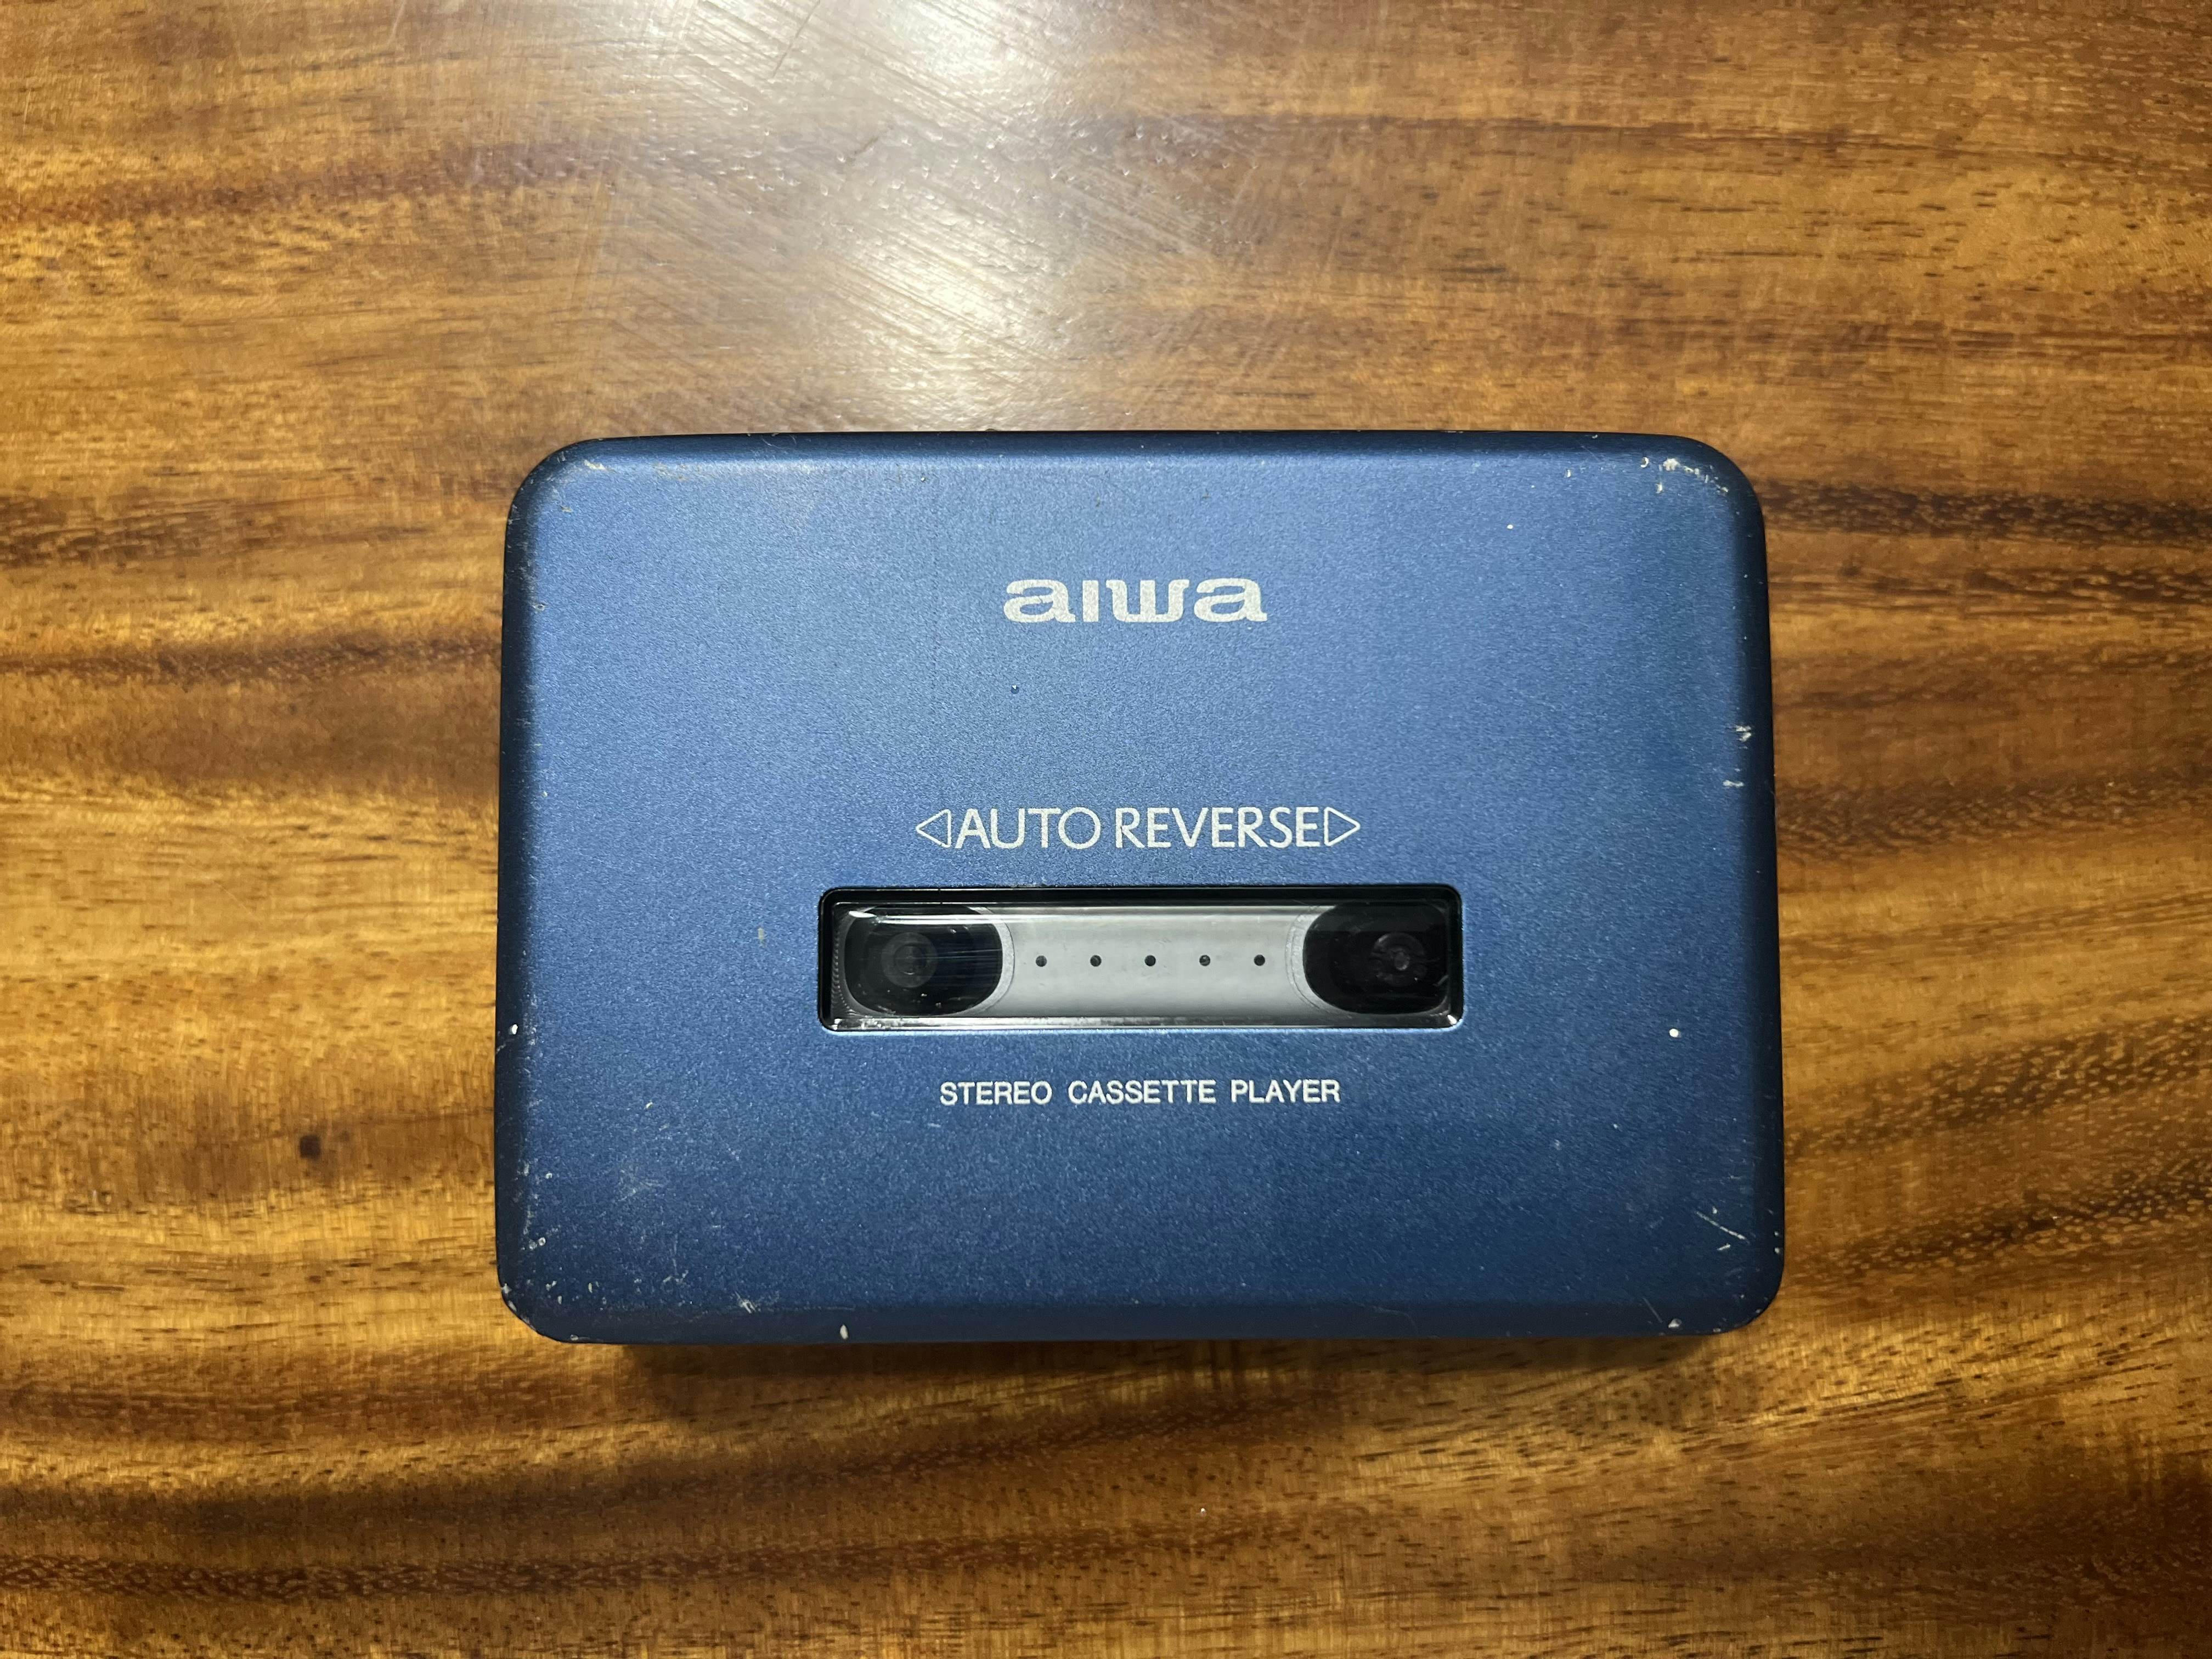 aiwa
◁AUTO REVERSE▷
STEREO CASSETTE PLAYER